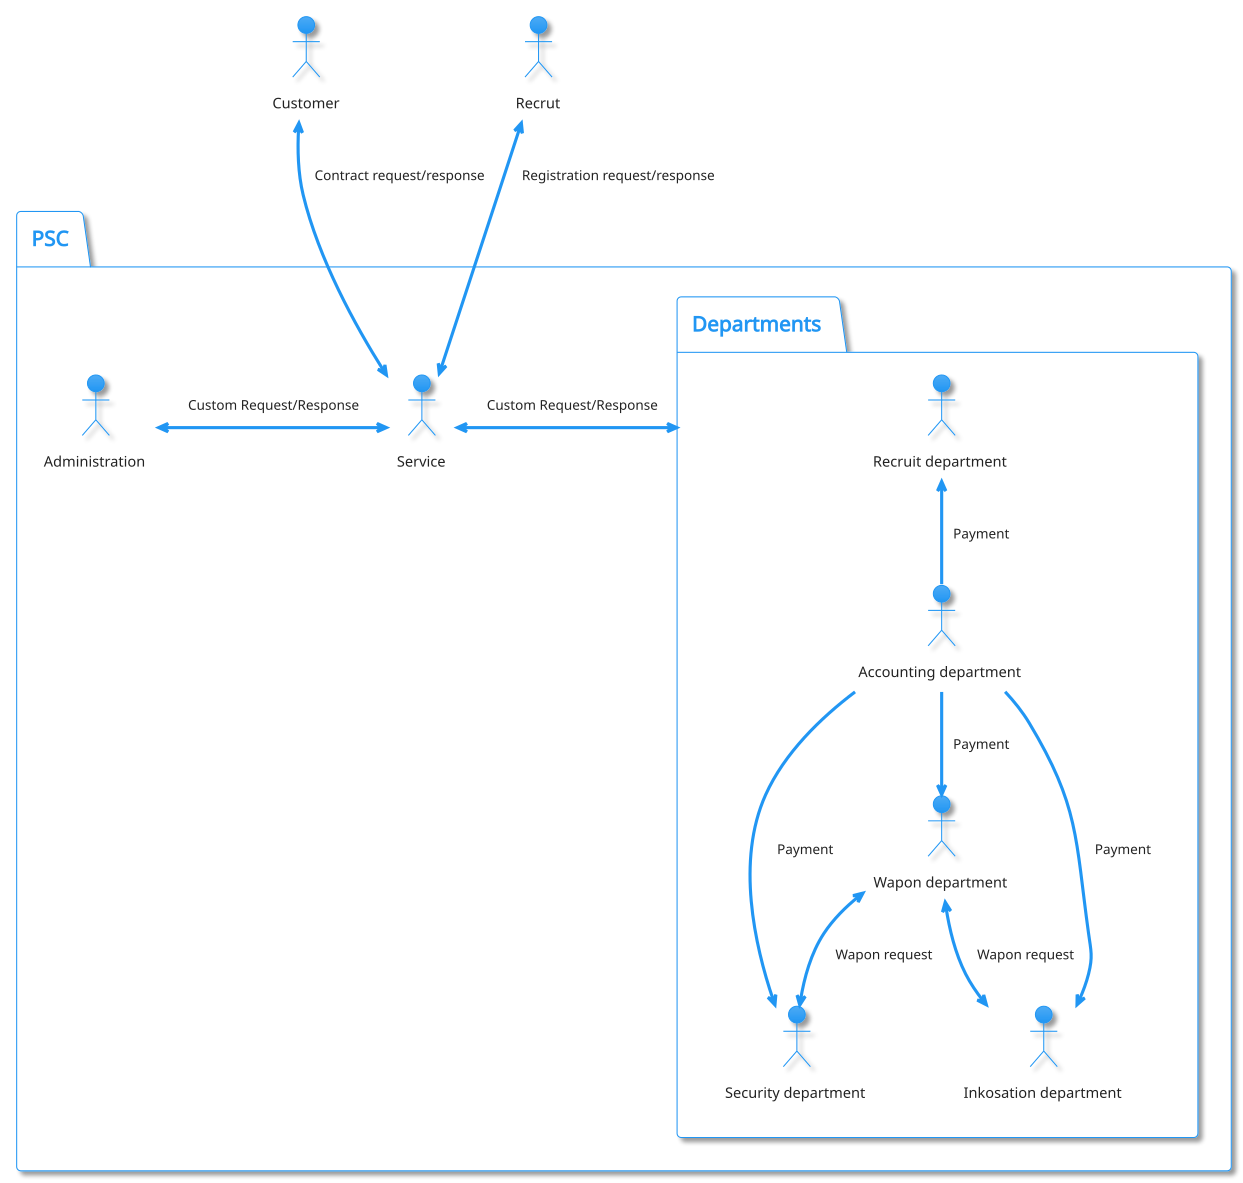 Customer
Recrut
Contract request/response
Registration request/response
PSC
Departments
Custom Request/Response
Custom Request/Response
Administration
Service
Recruit department
Payment
Accounting department
Payment
Payment
Payment
Wapon department
Wapon request
Wapon request
Security department
Inkosation department